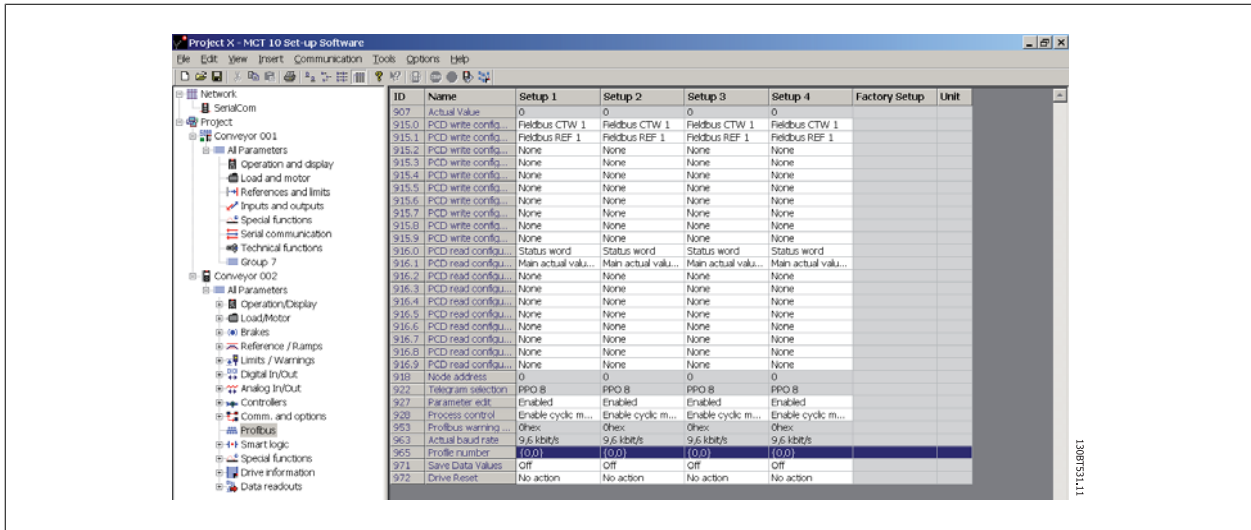 Project X - MCT 10 Set-up Software
File Edit View Insert Communication Tools Options Help
Network
SerialCom
Project
Conveyor 001
All Parameters
Operation and display
Load and motor
References and limits
Inputs and outputs
Special functions
Serial communication
Technical functions
Group 7
Conveyor 002
All Parameters
Operation/Display
Load/Motor
Brakes
Reference / Ramps
Limits / Warnings
Digital In/Out
Analog In/Out
Controllers
Comm. and options
Profibus
Smart logic
Special functions
Drive information
Data readouts
ID Name Setup 1 Setup 2 Setup 3 Setup 4 Factory Setup Unit
907 Actual Value 0 0 0 0
915.0 PCD write config... Fieldbus CTW 1 Fieldbus CTW 1 Fieldbus CTW 1 Fieldbus CTW 1
915.1 PCD write config... Fieldbus REF 1 Fieldbus REF 1 Fieldbus REF 1 Fieldbus REF 1
915.2 PCD write config... None None None None
915.3 PCD write config... None None None None
915.4 PCD write config... None None None None
915.5 PCD write config... None None None None
915.6 PCD write config... None None None None
915.7 PCD write config... None None None None
915.8 PCD write config... None None None None
915.9 PCD write config... None None None None
916.0 PCD read configu... Status word Status word Status word Status word
916.1 PCD read configu... Main actual valu... Main actual valu... Main actual valu... Main actual valu...
916.2 PCD read configu... None None None None
916.3 PCD read configu... None None None None
916.4 PCD read configu... None None None None
916.5 PCD read configu... None None None None
916.6 PCD read configu... None None None None
916.7 PCD read configu... None None None None
916.8 PCD read configu... None None None None
916.9 PCD read configu... None None None None
918 Node address 0 0 0 0
922 Telegram selection PPO 8 PPO 8 PPO 8 PPO 8
927 Parameter edit Enabled Enabled Enabled Enabled
928 Process control Enable cyclic m... Enable cyclic m... Enable cyclic m... Enable cyclic m...
953 Profibus warning ... 0hex 0hex 0hex 0hex
963 Actual baud rate 9,6 kbit/s 9,6 kbit/s 9,6 kbit/s 9,6 kbit/s
965 Profile number {0,0} {0,0} {0,0} {0,0}
971 Save Data Values Off Off Off Off
972 Drive Reset No action No action No action No action
130BT531.11